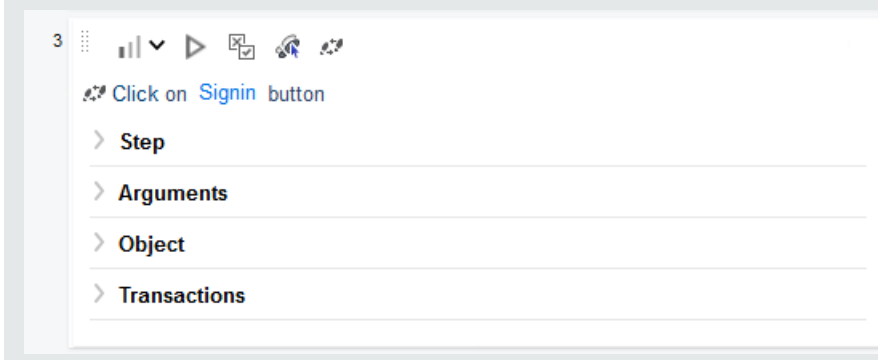 3
Click on Signin button
Step
Arguments
Object
Transactions